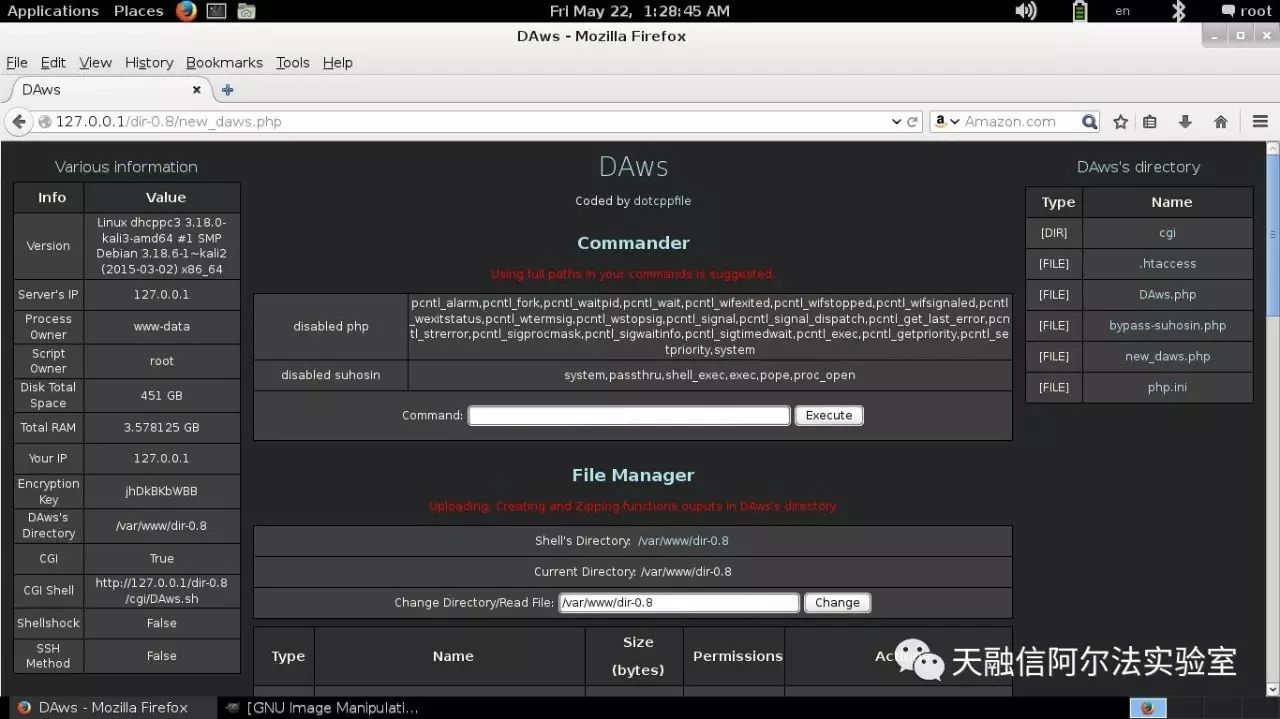 Applications Places Fri May 22, 1:28:45 AM en root
DAws - Mozilla Firefox
File Edit View History Bookmarks Tools Help
DAws
127.0.0.1/dir-0.8/new_daws.php
Amazon.com
Various information
Info Value
Version Linux dhcppc3 3.18.0-
kali3-amd64 #1 SMP
Debian 3.18.6-1~kali2
(2015-03-02) x86_64
Server's IP 127.0.0.1
Process
Owner www-data
Script
Owner root
Disk Total
Space 451 GB
Total RAM 3.578125 GB
Your IP 127.0.0.1
Encryption
Key jhDkBKbWBB
DAws's
Directory /var/www/dir-0.8
CGI True
CGI Shell http://127.0.0.1/dir-0.8
/cgi/DAws.sh
Shellshock False
SSH
Method False
DAws
Coded by dotcppfile
Commander
Using full paths in your commands is suggested.
disabled php
pcntl_alarm,pcntl_fork,pcntl_waitpid,pcntl_wait,pcntl_wifexited,pcntl_wifstopped,pcntl_wifsignaled,pcntl
_wexitstatus,pcntl_wtermsig,pcntl_wstopsig,pcntl_signal,pcntl_signal_dispatch,pcntl_get_last_error,pcn
tl_strerror,pcntl_sigprocmask,pcntl_sigwaitinfo,pcntl_sigtimedwait,pcntl_exec,pcntl_getpriority,pcntl_se
tpriority,system
disabled suhosin system,passthru,shell_exec,exec,pope,proc_open
Command: Execute
File Manager
Uploading, Creating and Zipping functions ouputs in DAws's directory.
Shell's Directory: /var/www/dir-0.8
Current Directory: /var/www/dir-0.8
Change Directory/Read File: /var/www/dir-0.8 Change
Type Name Size
(bytes) Permissions
DAws's directory
Type Name
[DIR] cgi
[FILE] .htaccess
[FILE] DAws.php
[FILE] bypass-suhosin.php
[FILE] new_daws.php
[FILE] php.ini
天融信阿尔法实验室
DAws - Mozilla Firefox [GNU Image Manipulati...